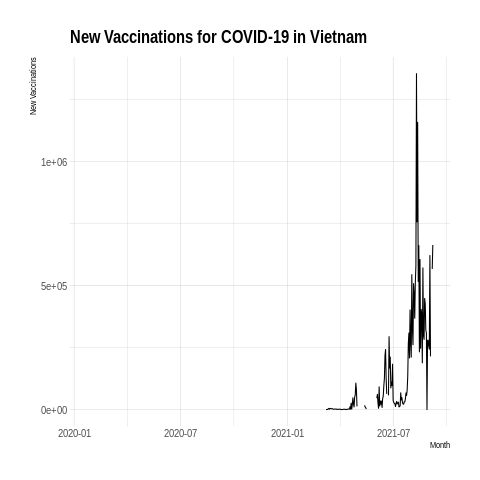 New Vaccinations for COVID-19 in Vietnam
New Vaccinations
1e+06
5e+05
0e+00
2020-01 2020-07 2021-01 2021-07
Month